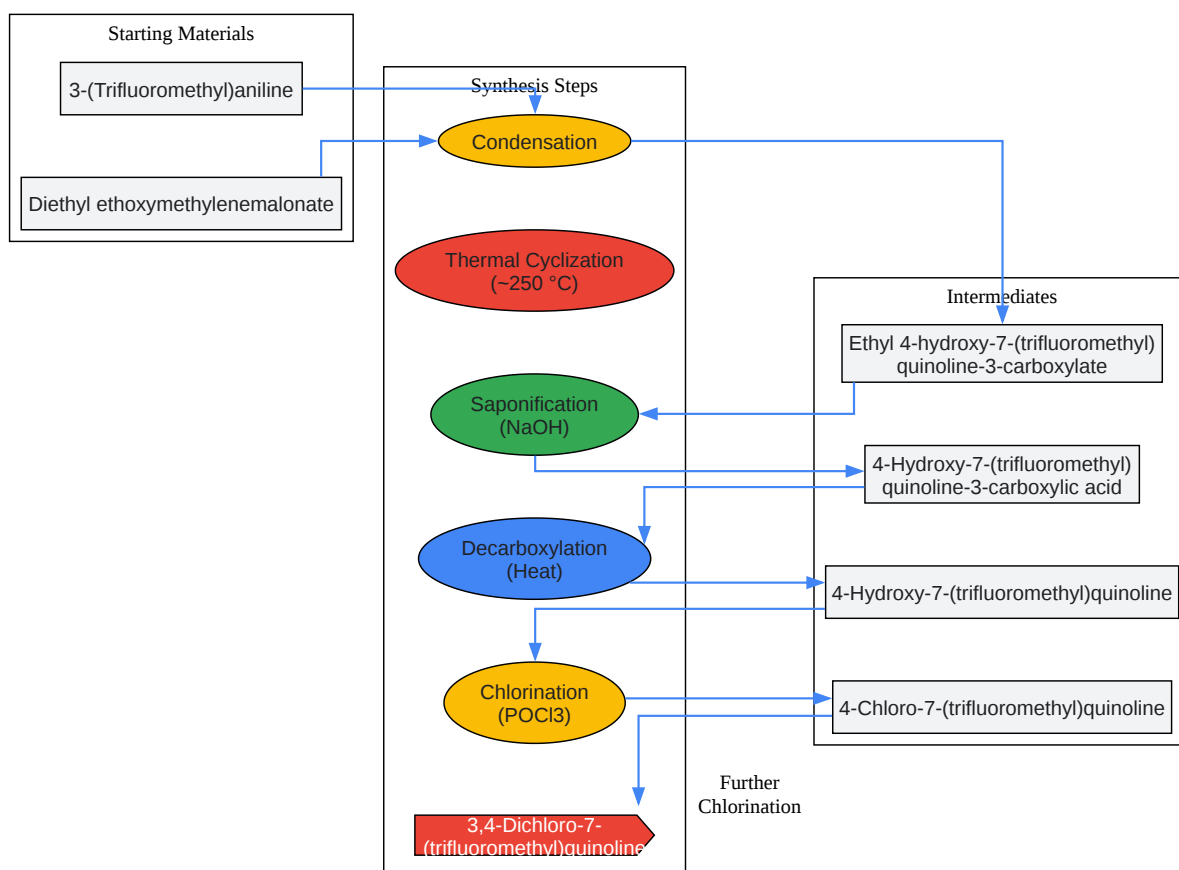 Starting Materials
3-(Trifluoromethyl)aniline
Diethyl ethoxymethylenemalonate
Synthesis Steps
Condensation
Thermal Cyclization
(~250 °C)
Saponification
(NaOH)
Decarboxylation
(Heat)
Chlorination
(POCl3)
3,4-Dichloro-7-
(trifluoromethyl)quinoline
Intermediates
Ethyl 4-hydroxy-7-(trifluoromethyl)
quinoline-3-carboxylate
4-Hydroxy-7-(trifluoromethyl)
quinoline-3-carboxylic acid
4-Hydroxy-7-(trifluoromethyl)quinoline
4-Chloro-7-(trifluoromethyl)quinoline
Further
Chlorination